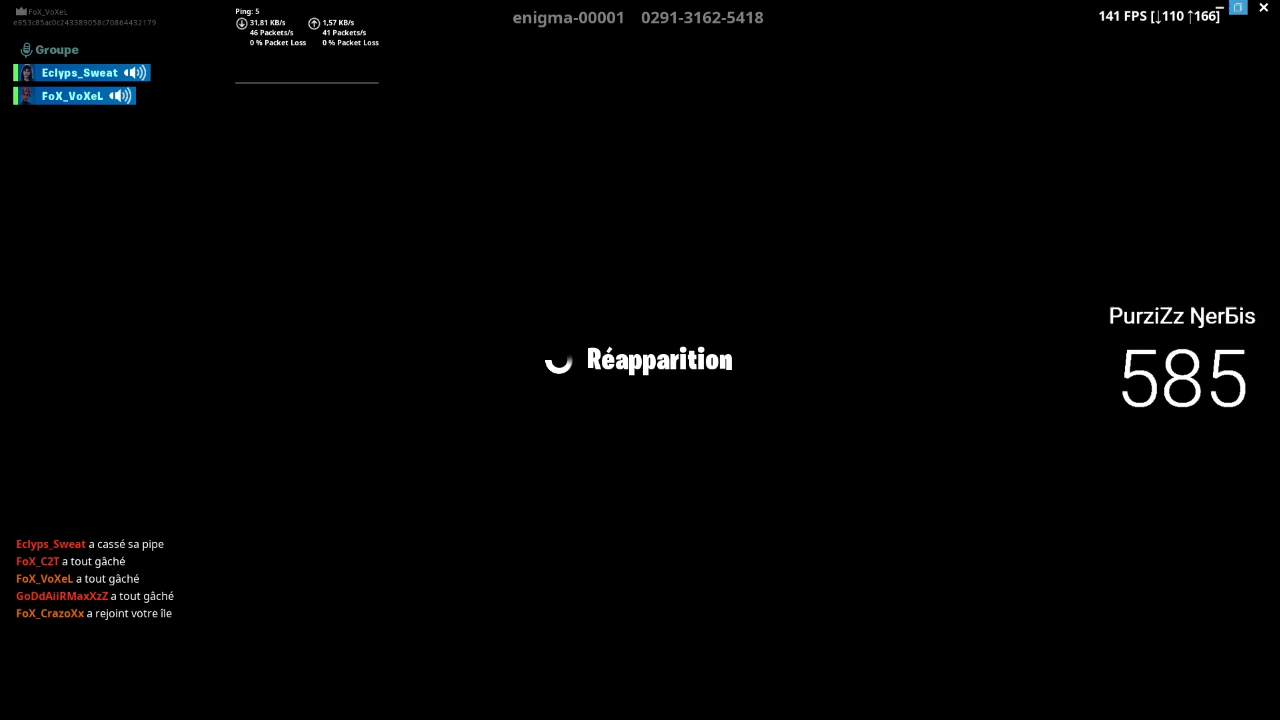 FoX_VoXeL
e853c85ac0c243389058c70864432179
Groupe
Eclyps_Sweat
FoX_VoXeL
Ping: 5
31,81 KB/s 1,57 KB/s
46 Packets/s 41 Packets/s
0 % Packet Loss 0 % Packet Loss
enigma-00001 0291-3162-5418
141 FPS [↓110 ↑166]
PurziZz ŊerƂis
585
Réapparition
Eclyps_Sweat a cassé sa pipe
FoX_C2T a tout gâché
FoX_VoXeL a tout gâché
GoDdAiiRMaxXzZ a tout gâché
FoX_CrazoXx a rejoint votre île